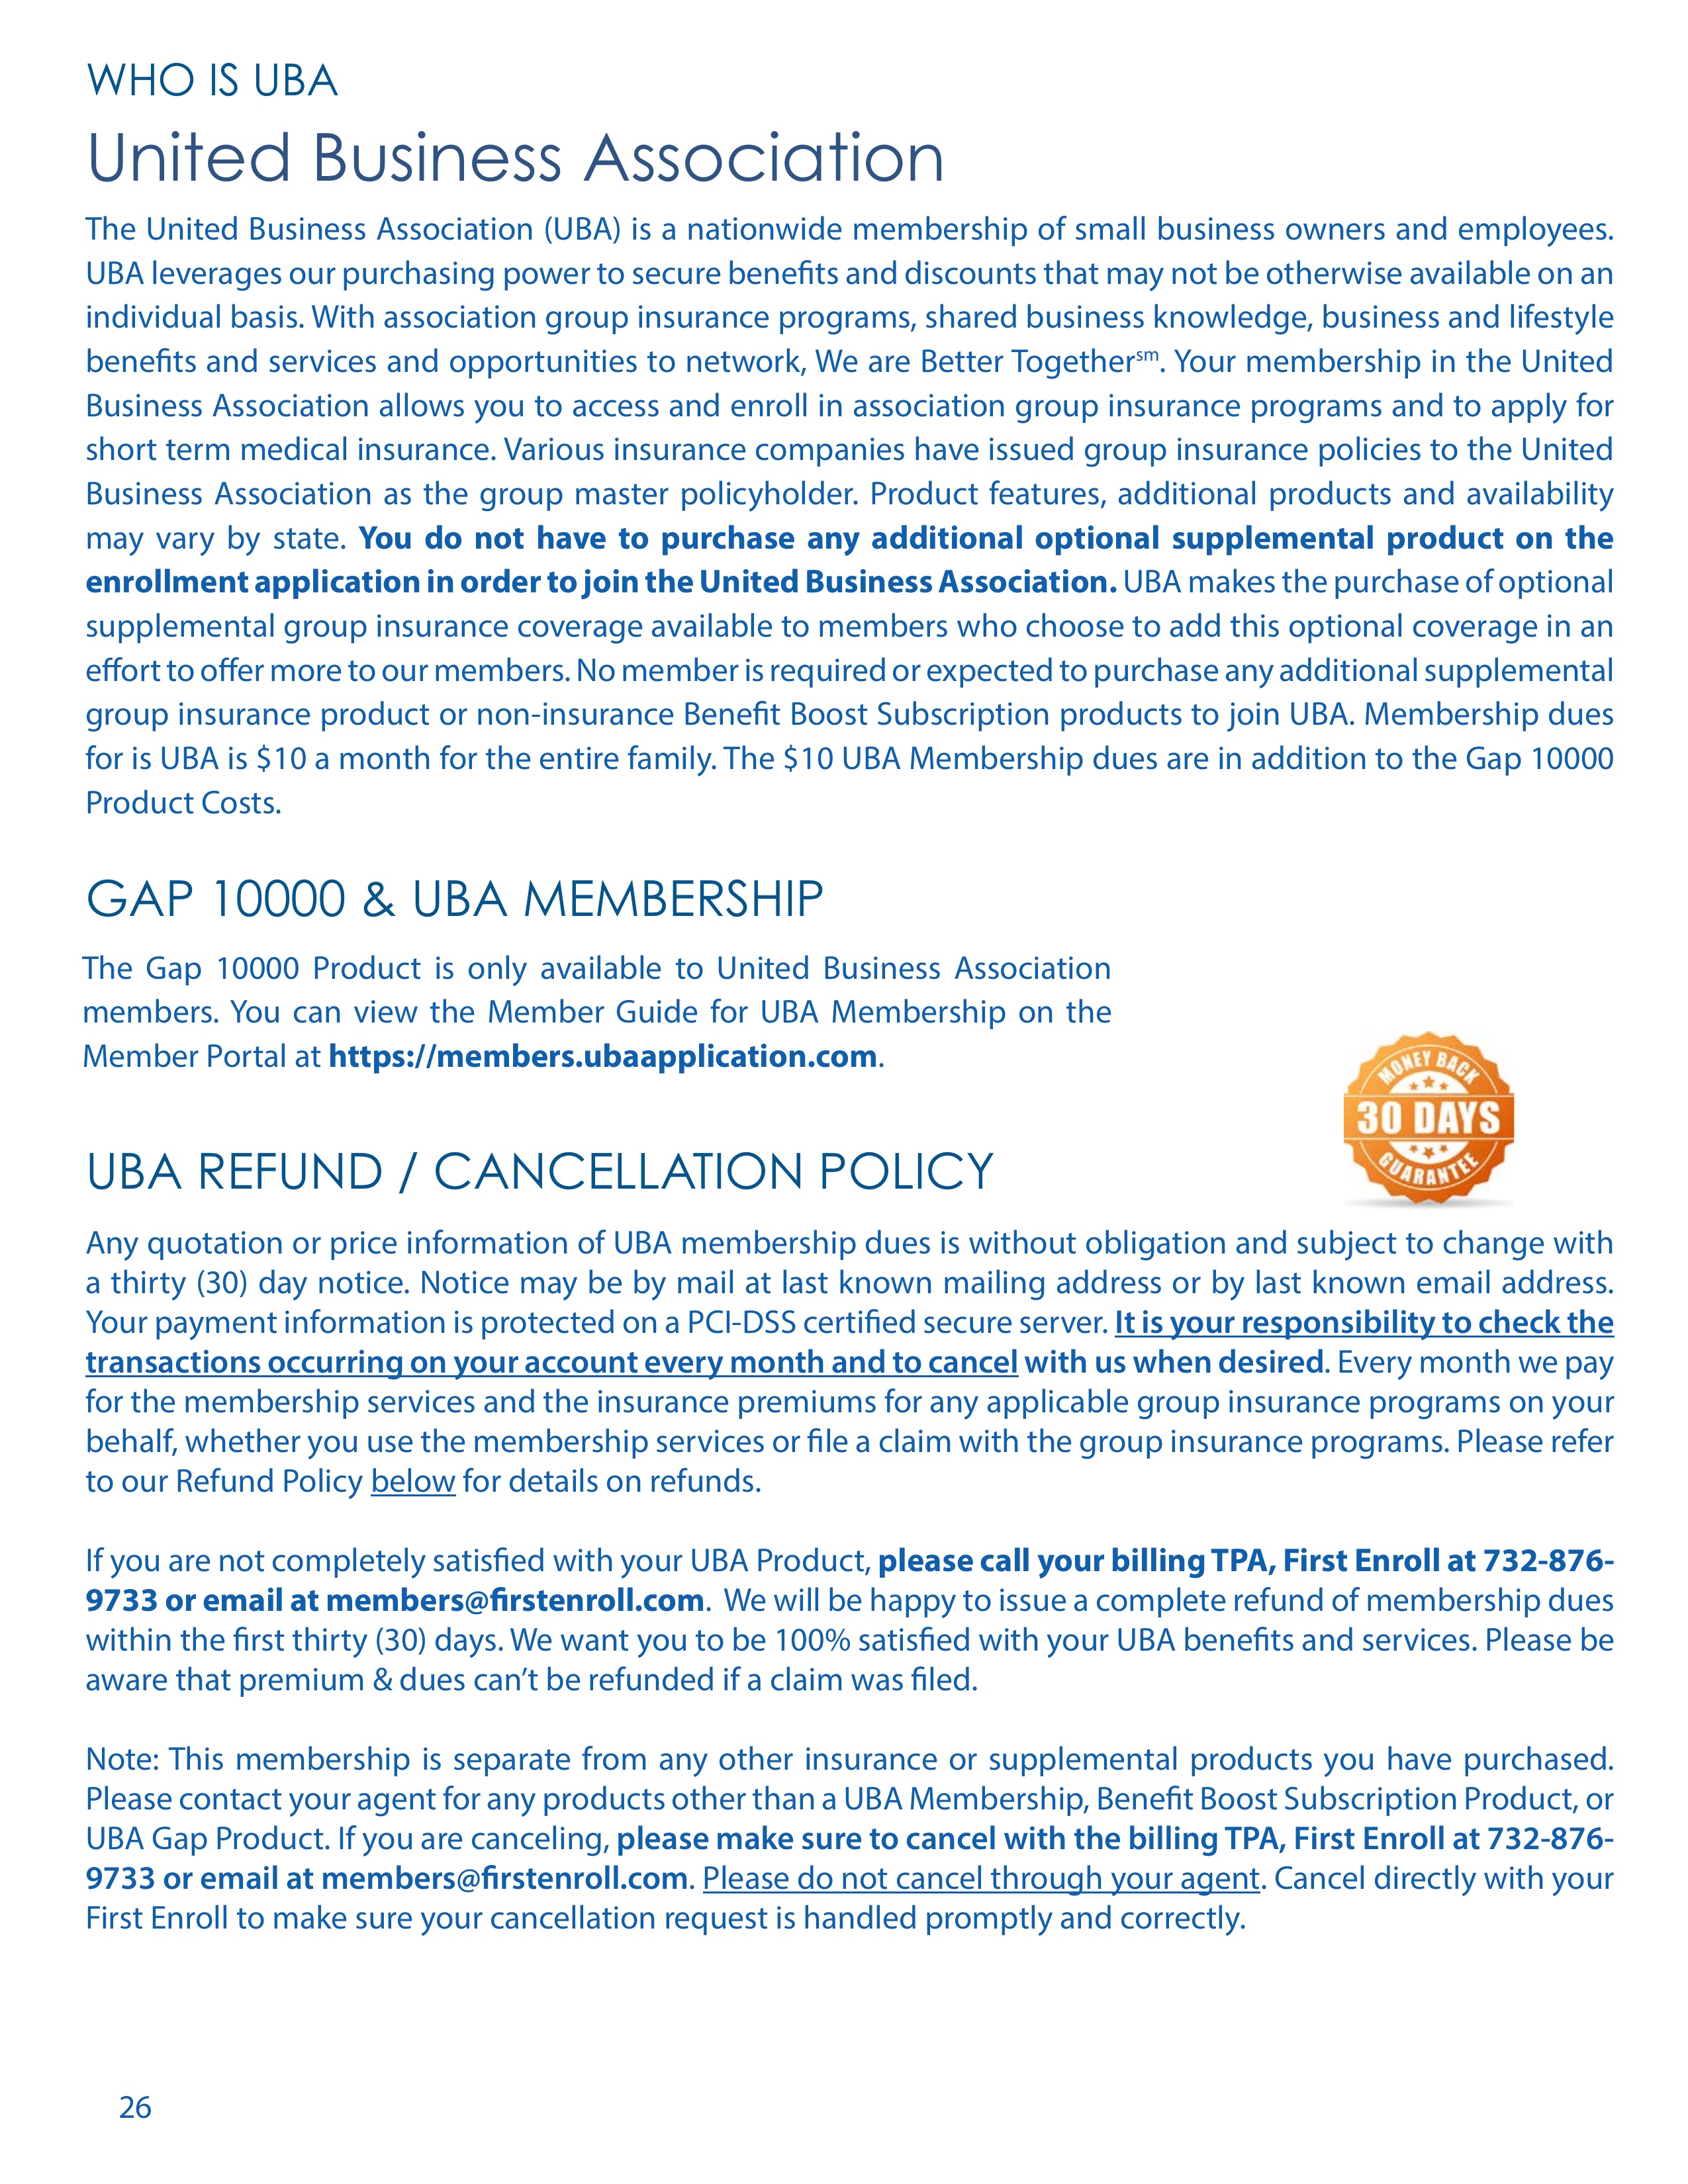 WHO IS UBA
United Business Association
The United Business Association (UBA) is a nationwide membership of small business owners and employees.
UBA leverages our purchasing power to secure benefits and discounts that may not be otherwise available on an
individual basis. With association group insurance programs, shared business knowledge, business and lifestyle
benefits and services and opportunities to network, We are Better Togethersm. Your membership in the United
Business Association allows you to access and enroll in association group insurance programs and to apply for
short term medical insurance. Various insurance companies have issued group insurance policies to the United
Business Association as the group master policyholder. Product features, additional products and availability
may vary by state. You do not have to purchase any additional optional supplemental product on the
enrollment application in order to join the United Business Association. UBA makes the purchase of optional
supplemental group insurance coverage available to members who choose to add this optional coverage in an
effort to offer more to our members. No member is required or expected to purchase any additional supplemental
group insurance product or non-insurance Benefit Boost Subscription products to join UBA. Membership dues
for is UBA is $10 a month for the entire family. The $10 UBA Membership dues are in addition to the Gap 10000
Product Costs.
GAP 10000 & UBA MEMBERSHIP
The Gap 10000 Product is only available to United Business Association
members. You can view the Member Guide for UBA Membership on the
Member Portal at https://members.ubaapplication.com.
MONEY BACK
30 DAYS
GUARANTEE
UBA REFUND / CANCELLATION POLICY
Any quotation or price information of UBA membership dues is without obligation and subject to change with
a thirty (30) day notice. Notice may be by mail at last known mailing address or by last known email address.
Your payment information is protected on a PCI-DSS certified secure server. It is your responsibility to check the
transactions occurring on your account every month and to cancel with us when desired. Every month we pay
for the membership services and the insurance premiums for any applicable group insurance programs on your
behalf, whether you use the membership services or file a claim with the group insurance programs. Please refer
to our Refund Policy below for details on refunds.
If you are not completely satisfied with your UBA Product, please call your billing TPA, First Enroll at 732-876-
9733 or email at members@firstenroll.com. We will be happy to issue a complete refund of membership dues
within the first thirty (30) days. We want you to be 100% satisfied with your UBA benefits and services. Please be
aware that premium & dues can’t be refunded if a claim was filed.
Note: This membership is separate from any other insurance or supplemental products you have purchased.
Please contact your agent for any products other than a UBA Membership, Benefit Boost Subscription Product, or
UBA Gap Product. If you are canceling, please make sure to cancel with the billing TPA, First Enroll at 732-876-
9733 or email at members@firstenroll.com. Please do not cancel through your agent. Cancel directly with your
First Enroll to make sure your cancellation request is handled promptly and correctly.
26